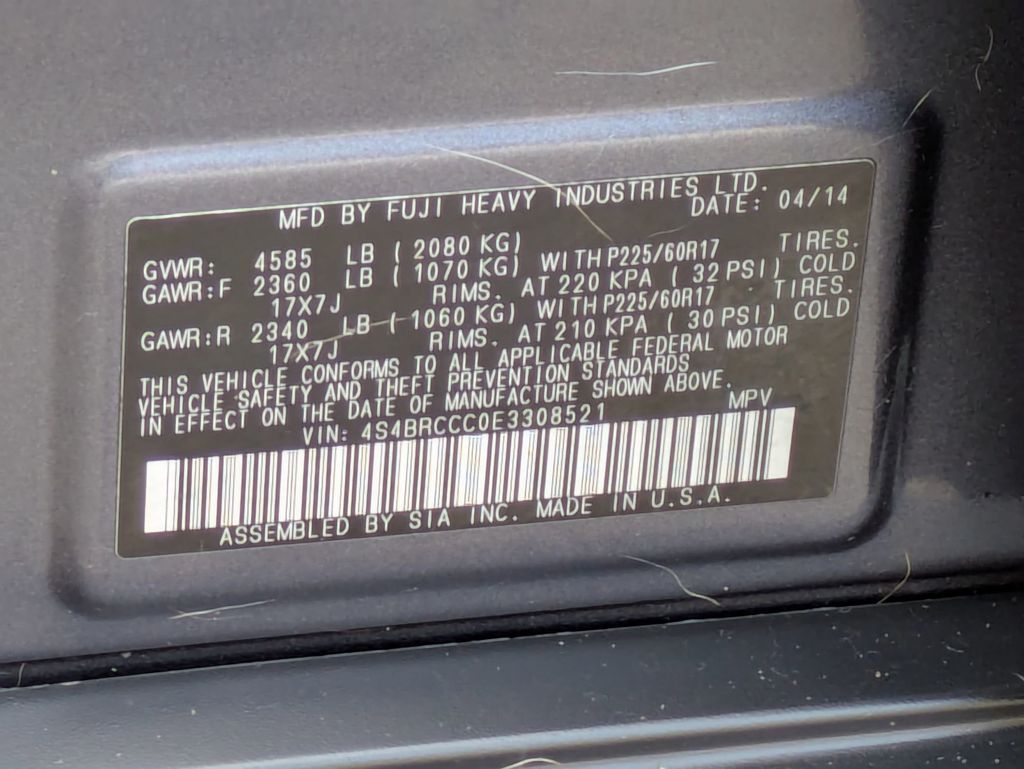 MFD BY FUJI HEAVY INDUSTRIES LTD.
DATE: 04/14
GVWR: 4585 LB ( 2080 KG)
GAWR:F 2360 LB ( 1070 KG) WITH P225/60R17 TIRES.
17X7J RIMS. AT 220 KPA ( 32 PSI) COLD
GAWR:R 2340 LB ( 1060 KG) WITH P225/60R17 TIRES.
17X7J RIMS. AT 210 KPA ( 30 PSI) COLD
THIS VEHICLE CONFORMS TO ALL APPLICABLE FEDERAL MOTOR
VEHICLE SAFETY AND THEFT PREVENTION STANDARDS
IN EFFECT ON THE DATE OF MANUFACTURE SHOWN ABOVE.
VIN: 4S4BRCCC0E3308521 MPV
ASSEMBLED BY SIA INC. MADE IN U.S.A.